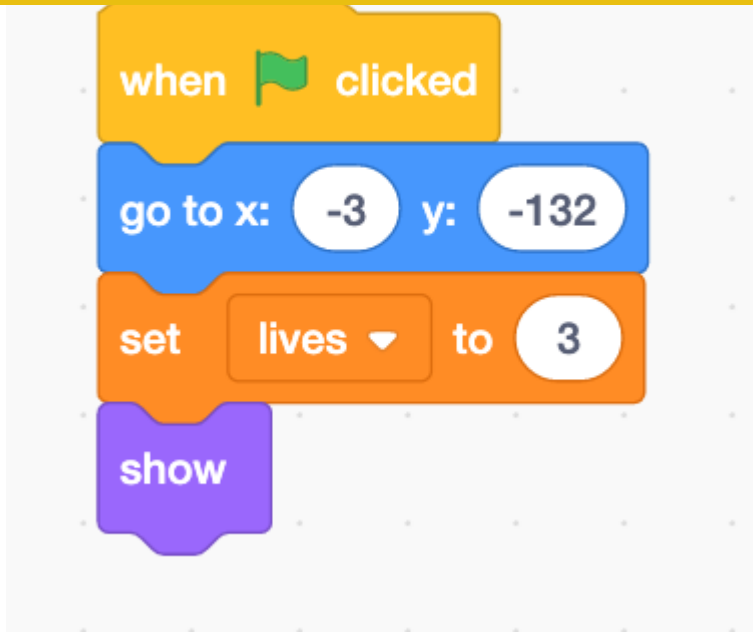 when clicked
go to x: -3 y: -132
set lives to 3
show